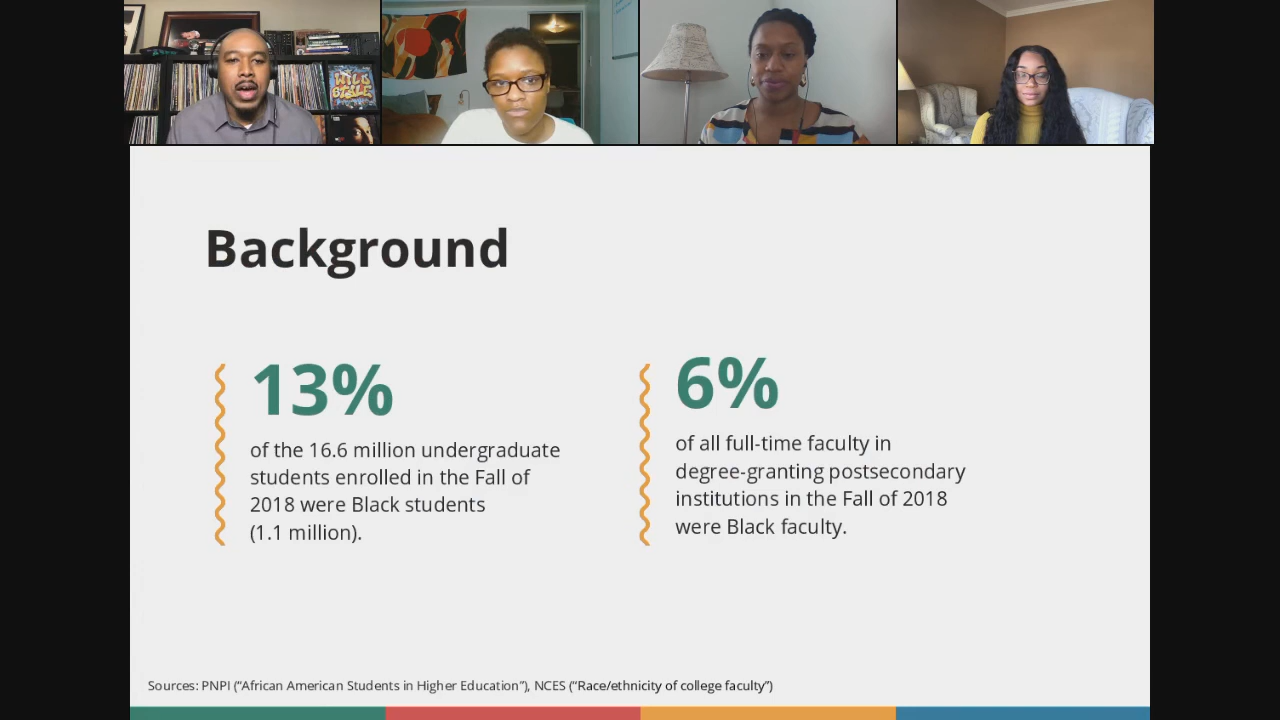 WILD
STYLE
Background
13%
of the 16.6 million undergraduate
students enrolled in the Fall of
2018 were Black students
(1.1 million).
6%
of all full-time faculty in
degree-granting postsecondary
institutions in the Fall of 2018
were Black faculty.
Sources: PNPI (“African American Students in Higher Education”), NCES (“Race/ethnicity of college faculty”)